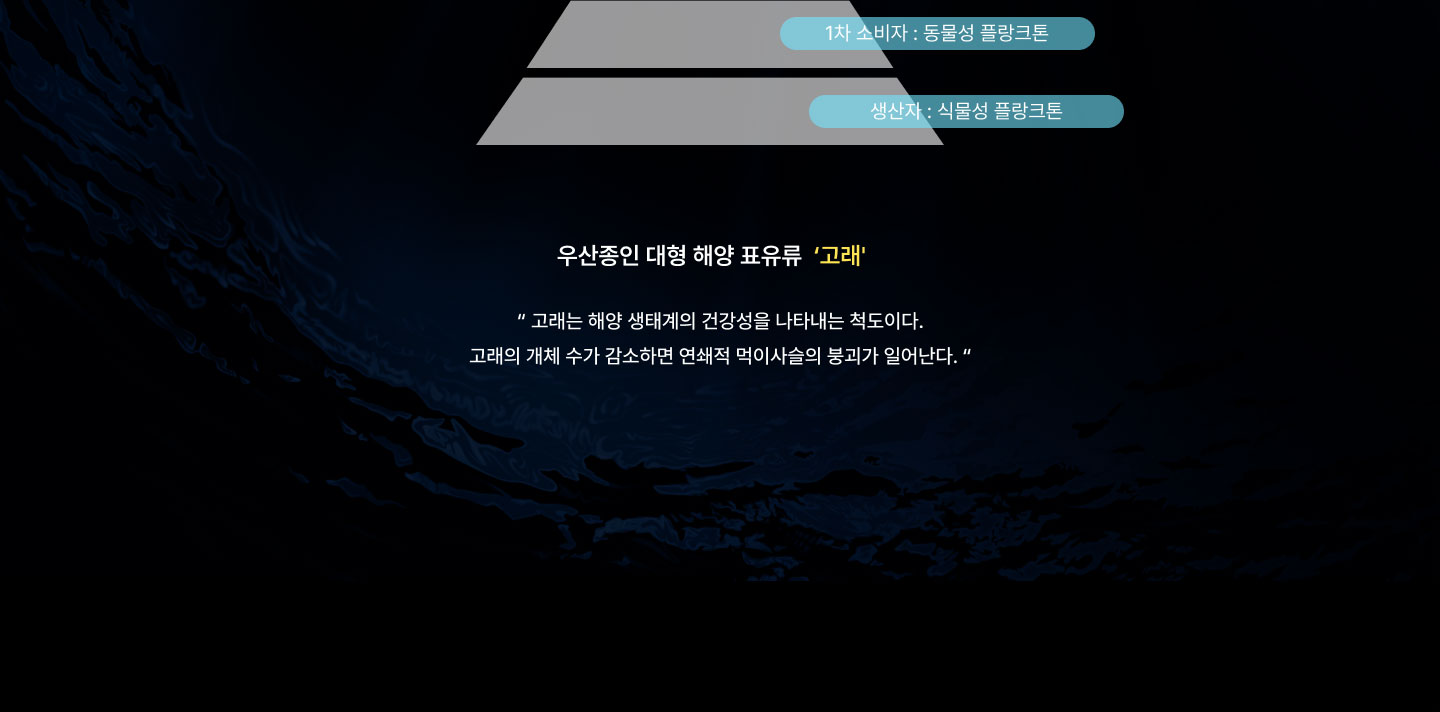 1차 소비자 : 동물성 플랑크톤
생산자 : 식물성 플랑크톤
우산종인 대형 해양 표유류 ‘고래'
“ 고래는 해양 생태계의 건강성을 나타내는 척도이다.
고래의 개체 수가 감소하면 연쇄적 먹이사슬의 붕괴가 일어난다. “